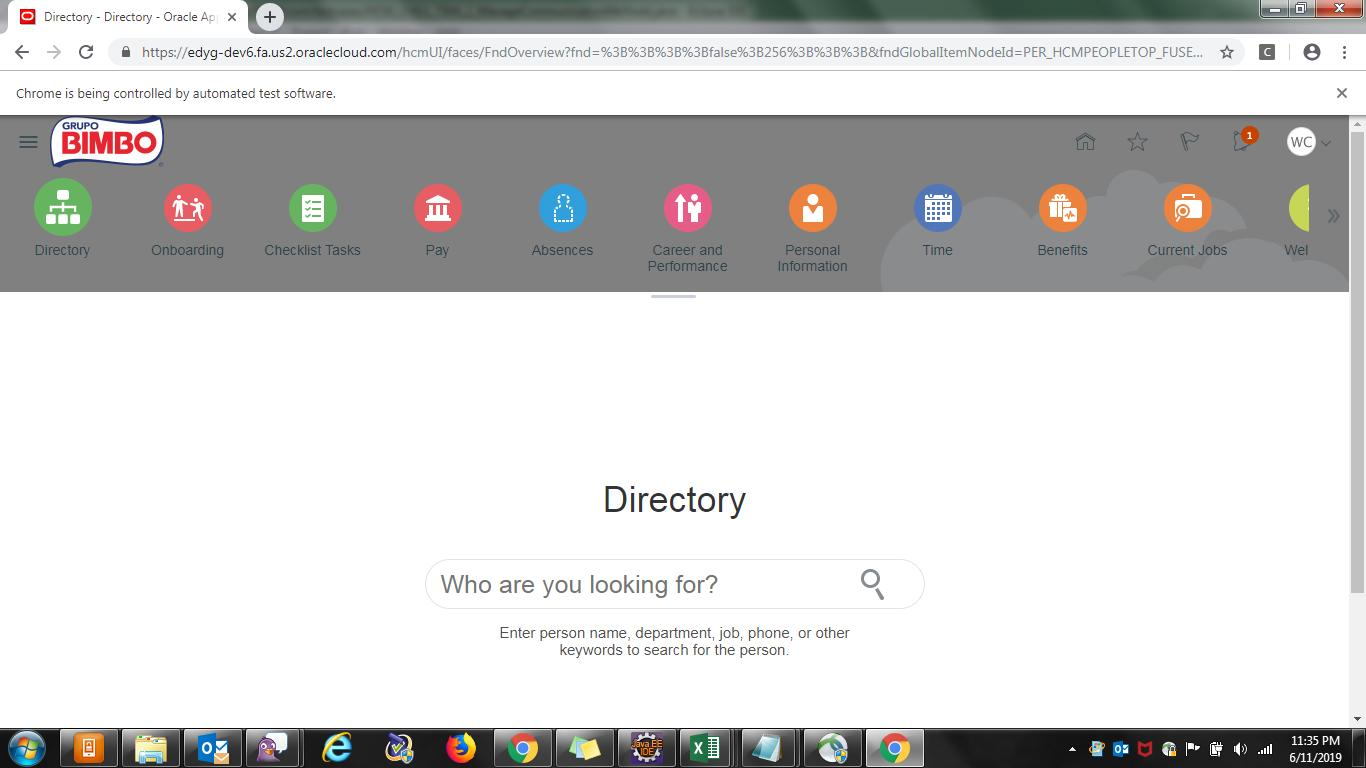 Directory - Directory - Oracle Ap
https://edyg-dev6.fa.us2.oraclecloud.com/hcmUI/faces/FndOverview?fnd=%3B%3B%3B%3Bfalse%3B256%3B%3B%3B&fndGlobalItemNodeId=PER_HCMPEOPLETOP_FUSE...
C
Chrome is being controlled by automated test software.
GRUPO
BIMBO
1
WC
Directory
Onboarding
Checklist Tasks
Pay
Absences
Career and
Performance
Personal
Information
Time
Benefits
Current Jobs
Wel
Directory
Who are you looking for?
Enter person name, department, job, phone, or other
keywords to search for the person.
Java EE
IDE
11:35 PM
6/11/2019